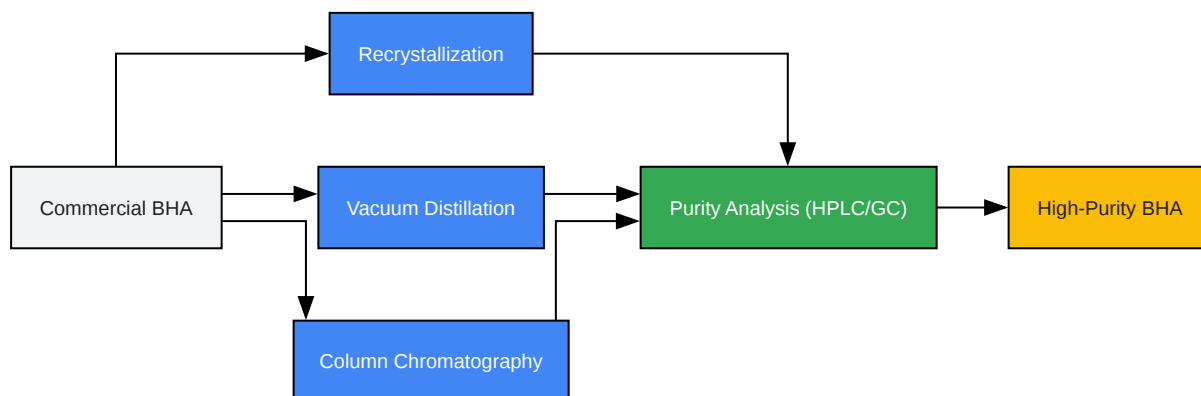 Recrystallization
Commercial BHA
Vacuum Distillation
Purity Analysis (HPLC/GC)
High-Purity BHA
Column Chromatography